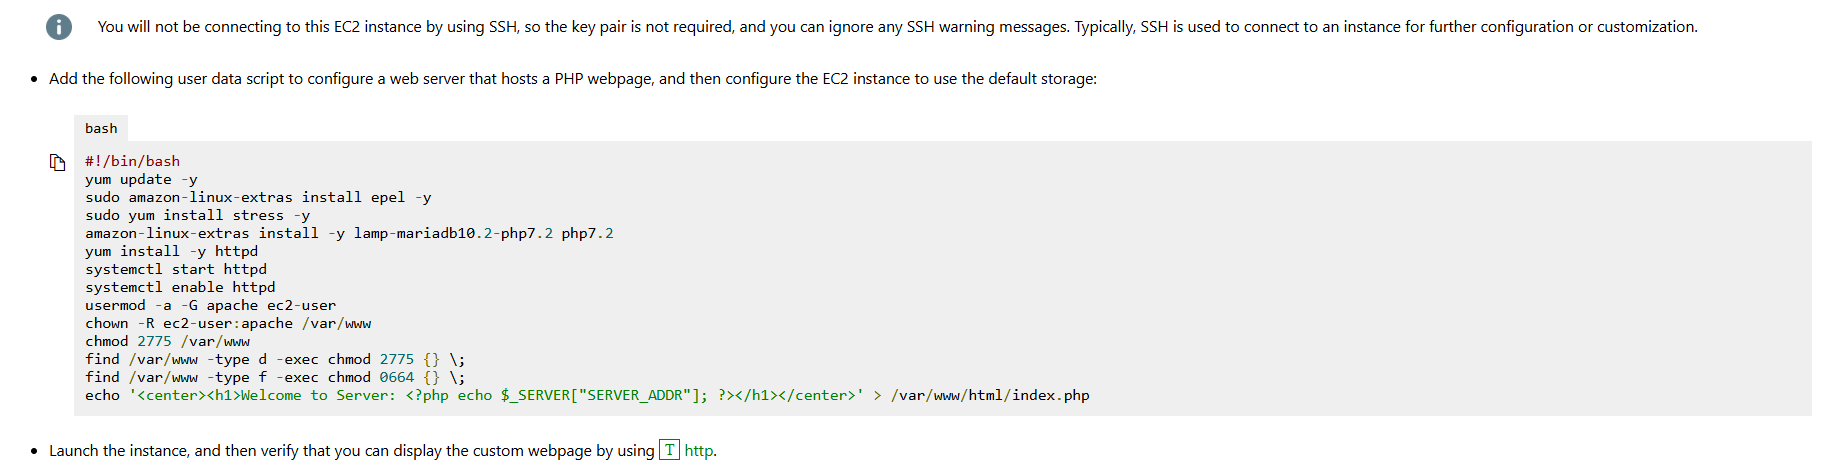 You will not be connecting to this EC2 instance by using SSH, so the key pair is not required, and you can ignore any SSH warning messages. Typically, SSH is used to connect to an instance for further configuration or customization.
• Add the following user data script to configure a web server that hosts a PHP webpage, and then configure the EC2 instance to use the default storage:
bash
#!/bin/bash
yum update -y
sudo amazon-linux-extras install epel -y
sudo yum install stress -y
amazon-linux-extras install -y lamp-mariadb10.2-php7.2 php7.2
yum install -y httpd
systemctl start httpd
systemctl enable httpd
usermod -a -G apache ec2-user
chown -R ec2-user:apache /var/www
chmod 2775 /var/www
find /var/www -type d -exec chmod 2775 {} \;
find /var/www -type f -exec chmod 0664 {} \;
echo '<center><h1>Welcome to Server: <?php echo $_SERVER["SERVER_ADDR"]; ?></h1></center>' > /var/www/html/index.php
• Launch the instance, and then verify that you can display the custom webpage by using T http.